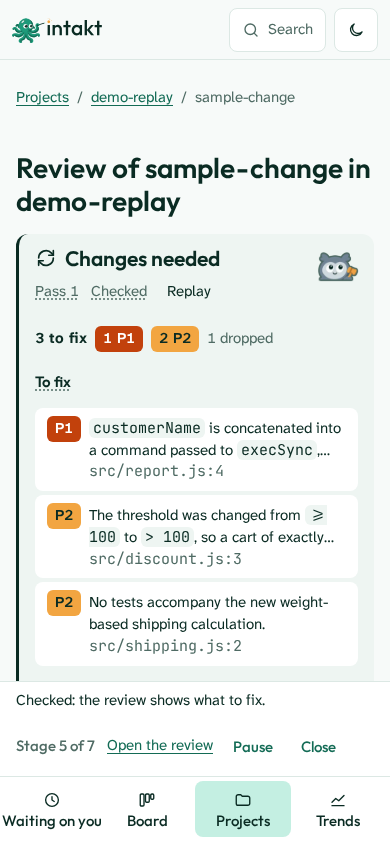 intakt
Search
Projects / demo-replay / sample-change
Review of sample-change in
demo-replay
Changes needed
Pass 1 Checked Replay
3 to fix 1 P1 2 P2 1 dropped
To fix
P1 customerName is concatenated into
a command passed to execSync,…
src/report.js:4
P2 The threshold was changed from >=
100 to > 100, so a cart of exactly…
src/discount.js:3
P2 No tests accompany the new weight-
based shipping calculation.
src/shipping.js:2
Checked: the review shows what to fix.
Stage 5 of 7 Open the review Pause Close
Waiting on you Board Projects Trends